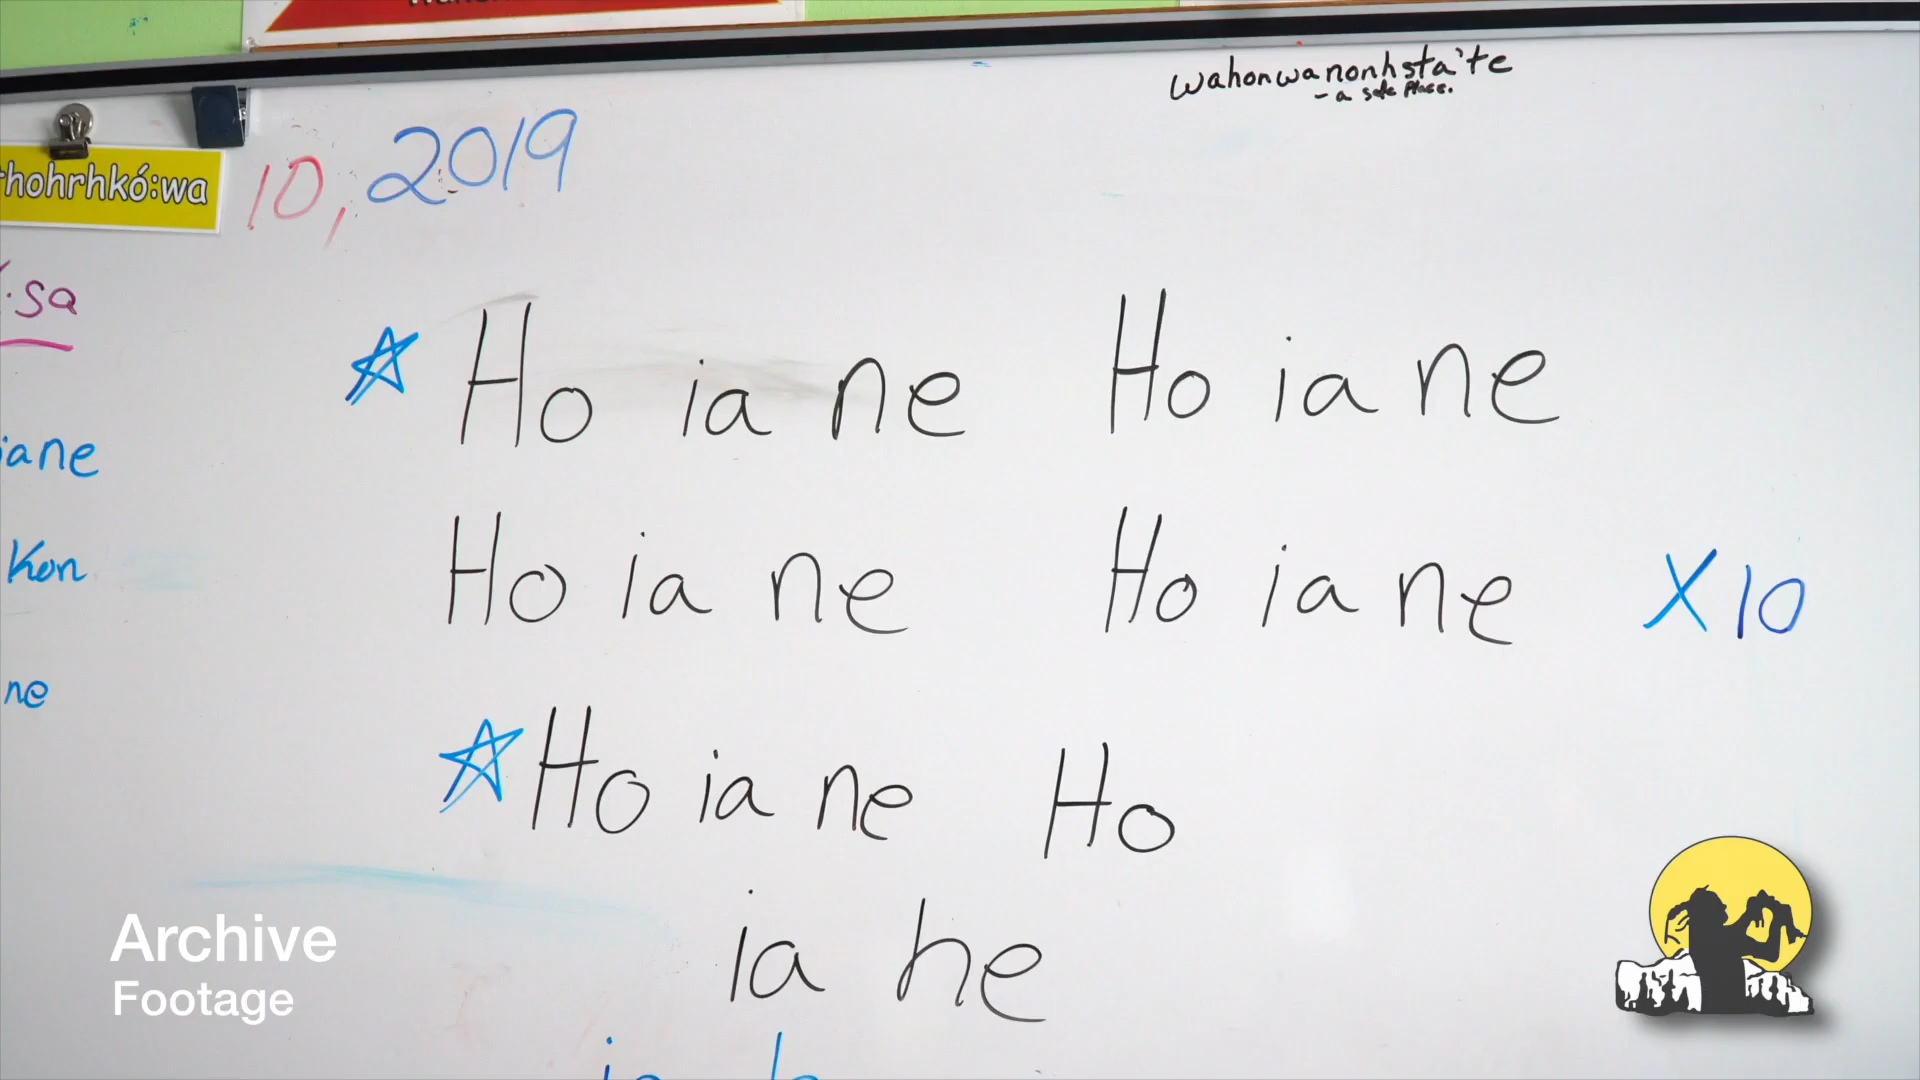 wahonwanonhsta'te
- a safe place.
thohrhkó:wa
10, 2019
sa
Ho ia ne Ho ia ne
iane
Ho ia ne Ho ia ne X10
Kon
ne
Ho ia ne Ho
ia he
Archive
Footage